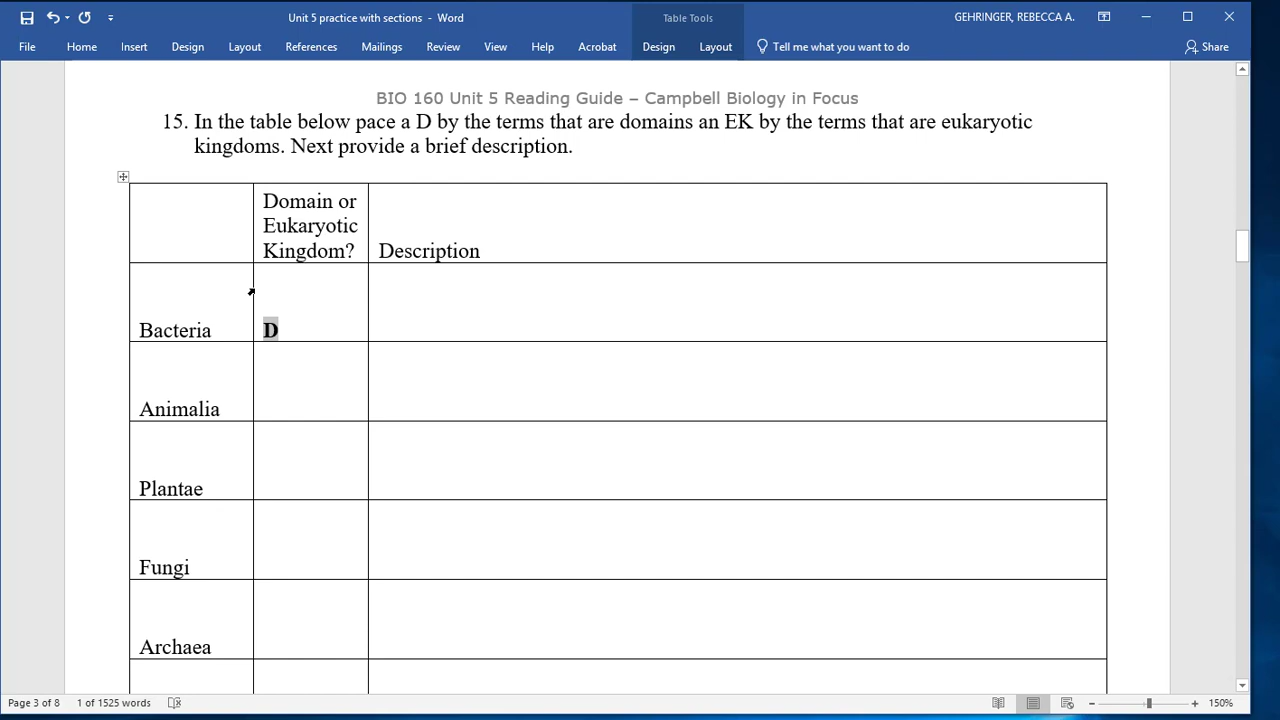 Unit 5 practice with sections - Word
Table Tools
GEHRINGER, REBECCA A.
File Home Insert Design Layout References Mailings Review View Help Acrobat Design Layout Tell me what you want to do Share
BIO 160 Unit 5 Reading Guide – Campbell Biology in Focus
15. In the table below pace a D by the terms that are domains an EK by the terms that are eukaryotic
kingdoms. Next provide a brief description.
Domain or
Eukaryotic
Kingdom? Description
Bacteria D
Animalia
Plantae
Fungi
Archaea
Page 3 of 8 1 of 1525 words 150%